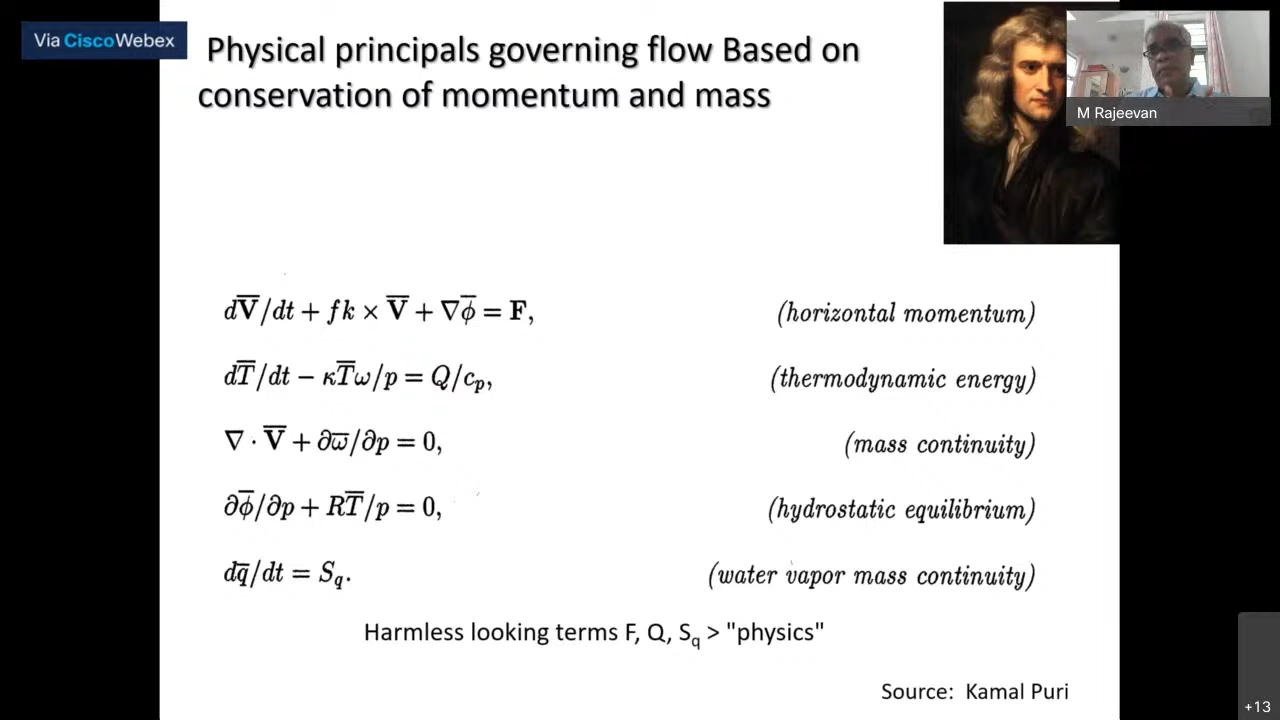 Via CiscoWebex
Physical principals governing flow Based on
conservation of momentum and mass
M Rajeevan
dV̅/dt + fk × V̅ + ∇ϕ̅ = F, (horizontal momentum)
dT̅/dt − κT̅ω/p = Q/cₚ, (thermodynamic energy)
∇ · V̅ + ∂ω̅/∂p = 0, (mass continuity)
∂ϕ̅/∂p + RT̅/p = 0, (hydrostatic equilibrium)
dq̅/dt = S_q. (water vapor mass continuity)
Harmless looking terms F, Q, S_q > "physics"
Source: Kamal Puri
+13